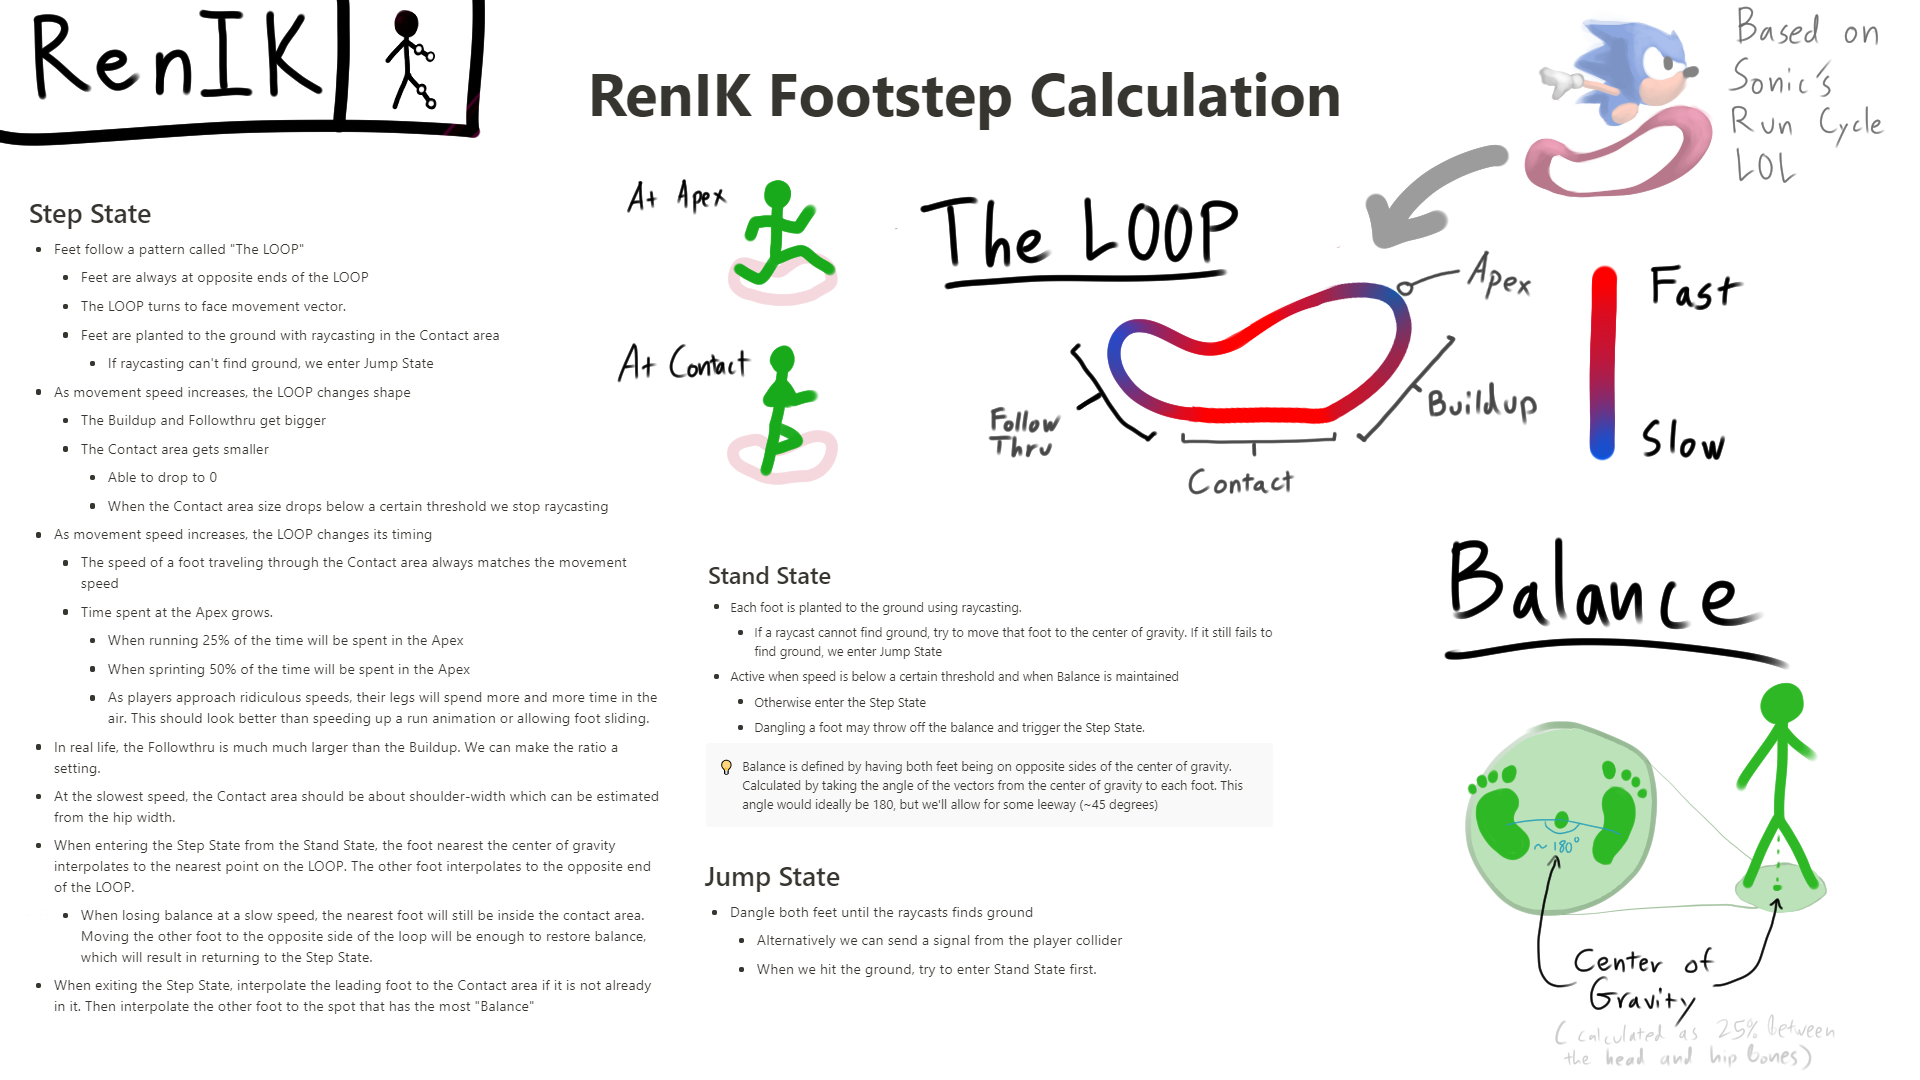 RenIK
RenIK Footstep Calculation
Based on
Sonic's
Run Cycle
LOL
Step State
Feet follow a pattern called "The LOOP"
Feet are always at opposite ends of the LOOP
The LOOP turns to face movement vector.
Feet are planted to the ground with raycasting in the Contact area
If raycasting can't find ground, we enter Jump State
As movement speed increases, the LOOP changes shape
The Buildup and Followthru get bigger
The Contact area gets smaller
Able to drop to 0
When the Contact area size drops below a certain threshold we stop raycasting
As movement speed increases, the LOOP changes its timing
The speed of a foot traveling through the Contact area always matches the movement
speed
Time spent at the Apex grows.
When running 25% of the time will be spent in the Apex
When sprinting 50% of the time will be spent in the Apex
As players approach ridiculous speeds, their legs will spend more and more time in the
air. This should look better than speeding up a run animation or allowing foot sliding.
In real life, the Followthru is much much larger than the Buildup. We can make the ratio a
setting.
At the slowest speed, the Contact area should be about shoulder-width which can be estimated
from the hip width.
When entering the Step State from the Stand State, the foot nearest the center of gravity
interpolates to the nearest point on the LOOP. The other foot interpolates to the opposite end
of the LOOP.
When losing balance at a slow speed, the nearest foot will still be inside the contact area.
Moving the other foot to the opposite side of the loop will be enough to restore balance,
which will result in returning to the Step State.
When exiting the Step State, interpolate the leading foot to the Contact area if it is not already
in it. Then interpolate the other foot to the spot that has the most "Balance"
At Apex
At Contact
The LOOP
Apex
Buildup
Contact
Follow
Thru
Fast
Slow
Stand State
Each foot is planted to the ground using raycasting.
If a raycast cannot find ground, try to move that foot to the center of gravity. If it still fails to
find ground, we enter Jump State
Active when speed is below a certain threshold and when Balance is maintained
Otherwise enter the Step State
Dangling a foot may throw off the balance and trigger the Step State.
Balance is defined by having both feet being on opposite sides of the center of gravity.
Calculated by taking the angle of the vectors from the center of gravity to each foot. This
angle would ideally be 180, but we'll allow for some leeway (~45 degrees)
Jump State
Dangle both feet until the raycasts finds ground
Alternatively we can send a signal from the player collider
When we hit the ground, try to enter Stand State first.
Balance
~180°
Center of
Gravity
(calculated as 25% between
the head and hip bones)